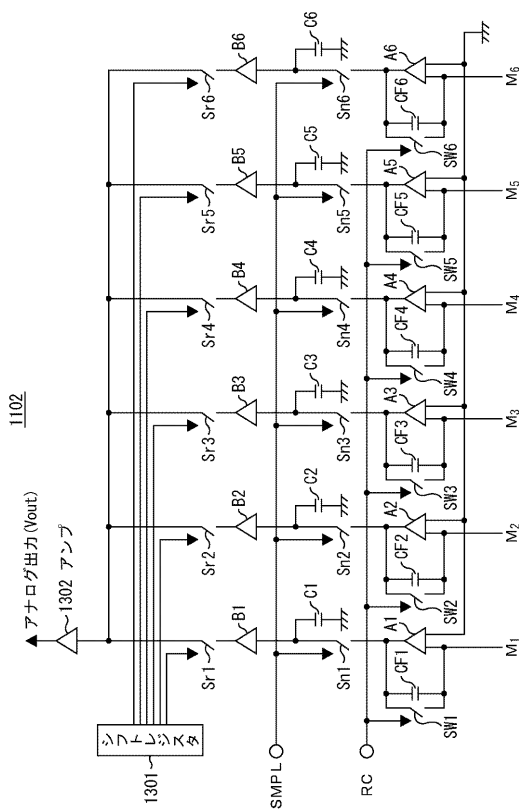 1102
アナログ出力(Vout)
1302 アンプ
シフトレジスタ
1301
Sr1 Sr2 Sr3 Sr4 Sr5 Sr6
B1 B2 B3 B4 B5 B6
C1 C2 C3 C4 C5 C6
SMPL
Sn1 Sn2 Sn3 Sn4 Sn5 Sn6
RC
CF1 CF2 CF3 CF4 CF5 CF6
A1 A2 A3 A4 A5 A6
SW1 SW2 SW3 SW4 SW5 SW6
M₁ M₂ M₃ M₄ M₅ M₆